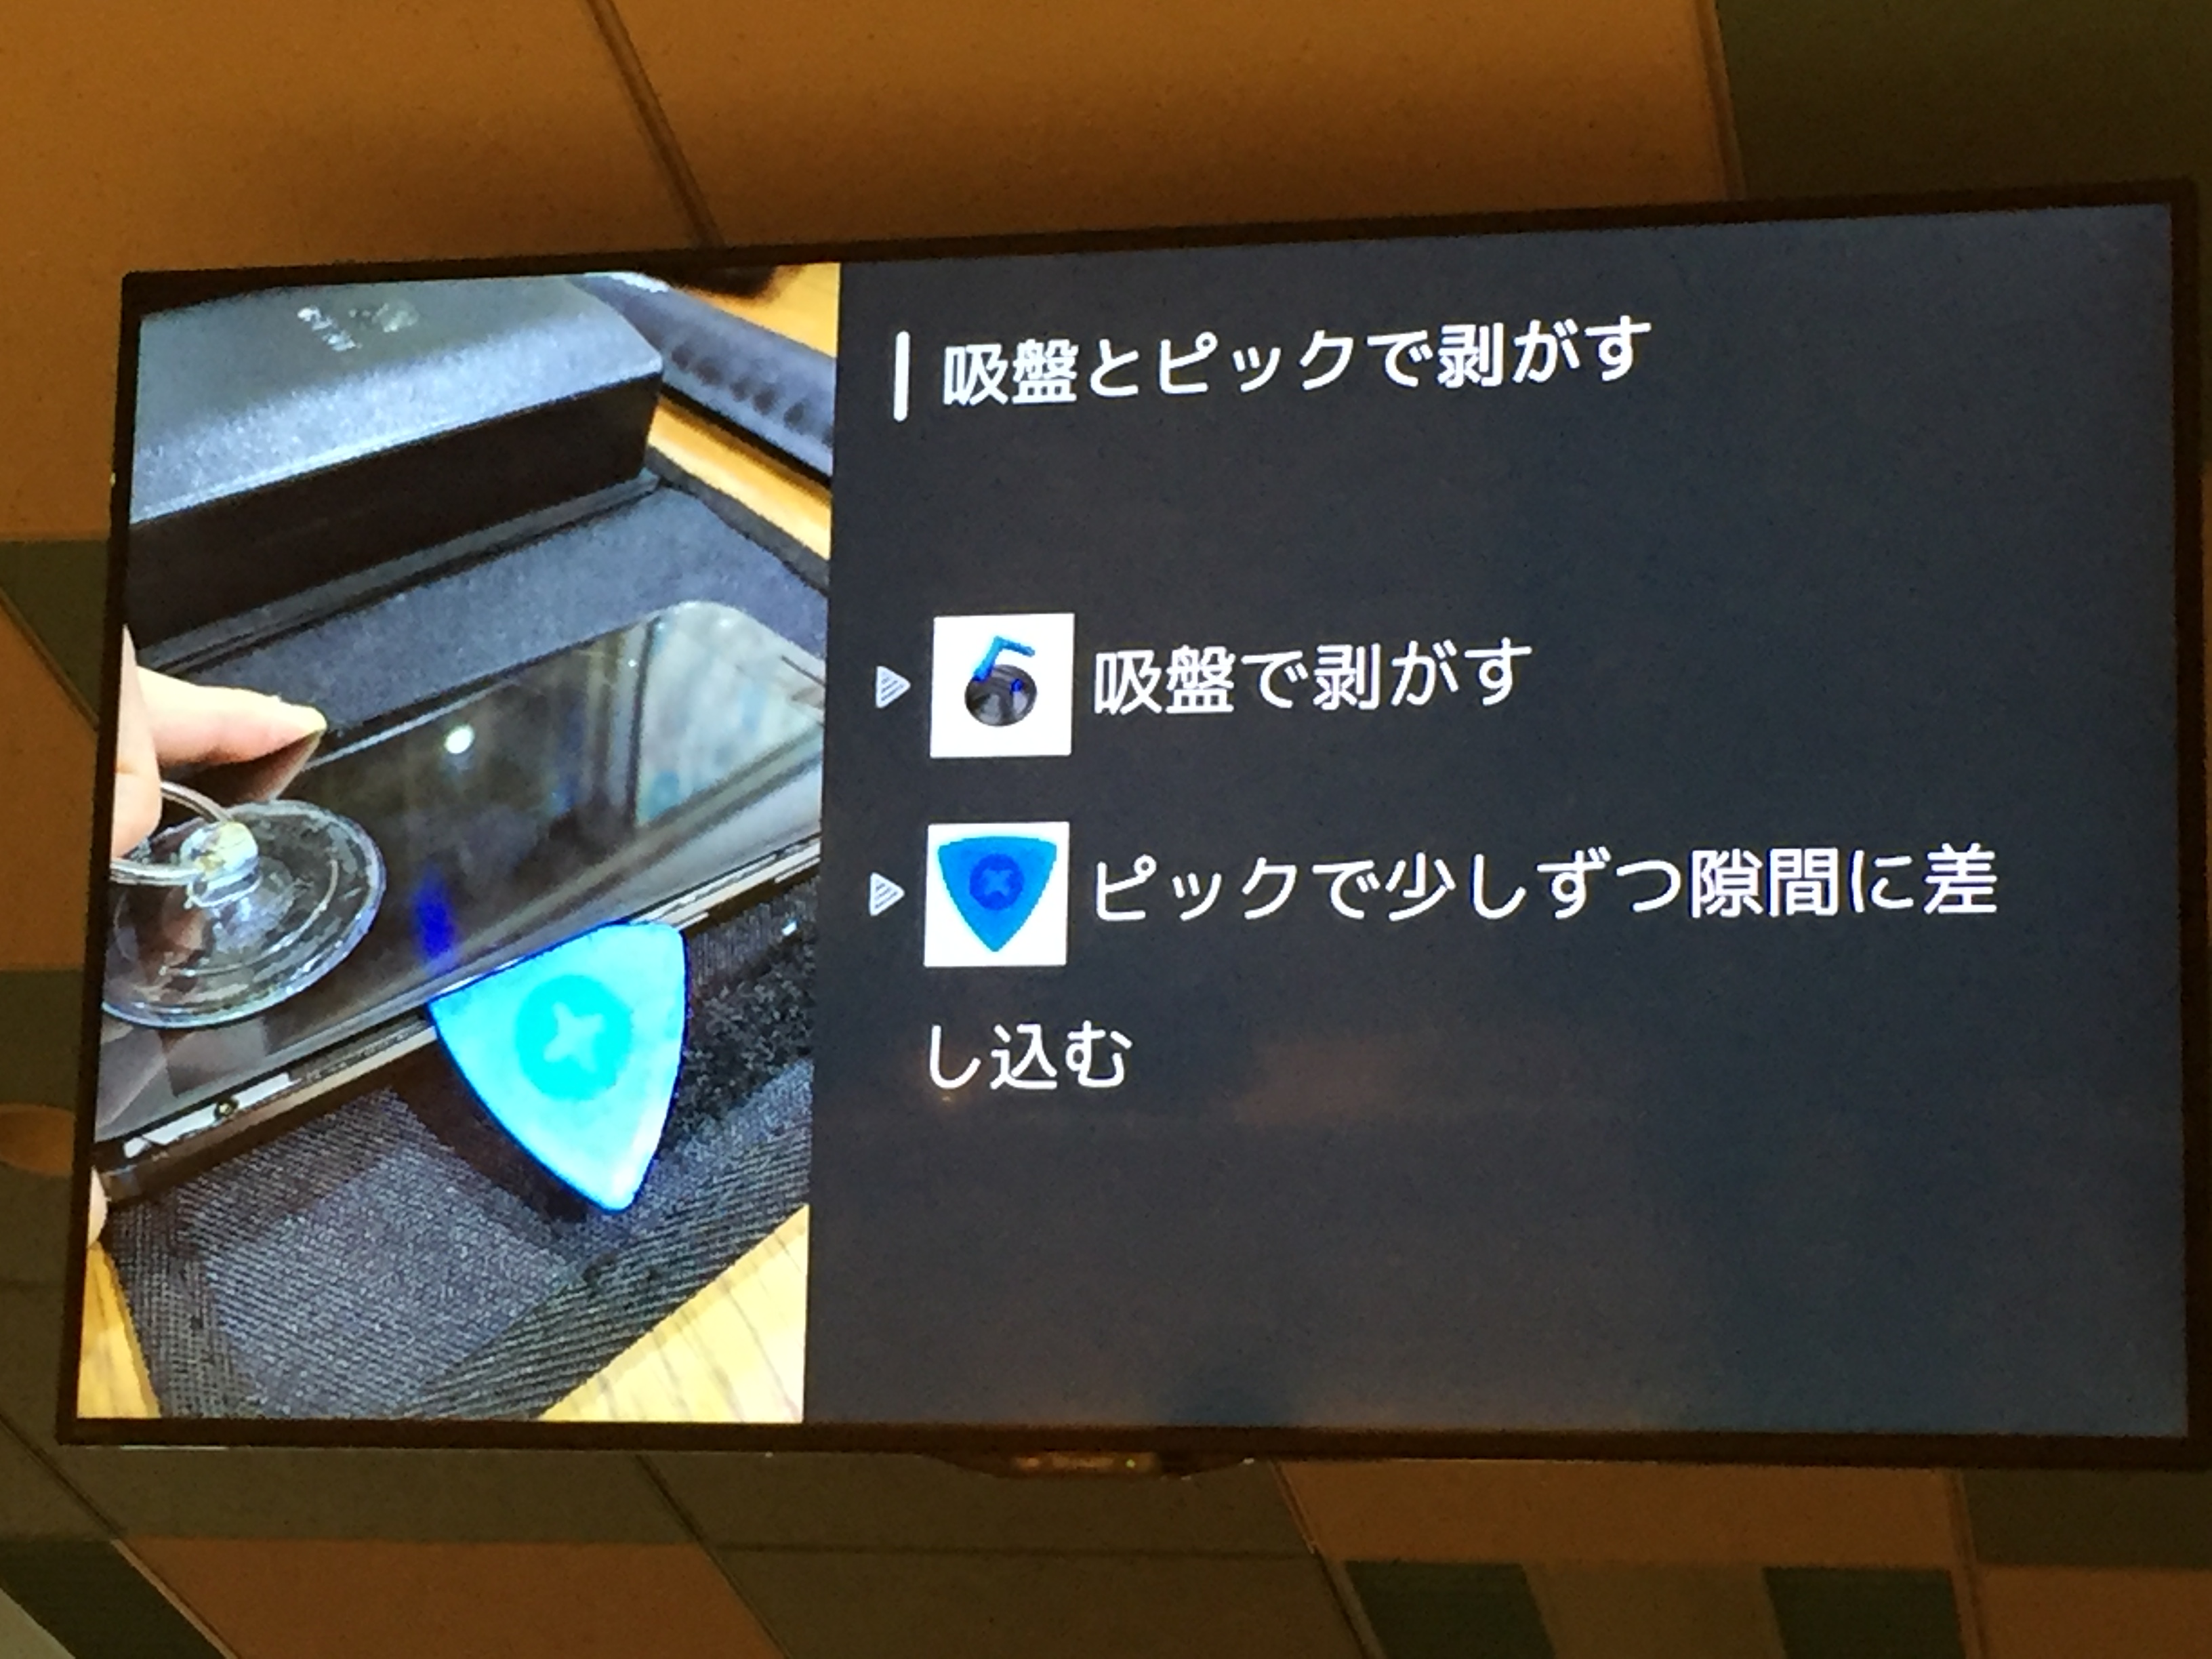 吸盤とピックで剥がす
吸盤で剥がす
ピックで少しずつ隙間に差
し込む